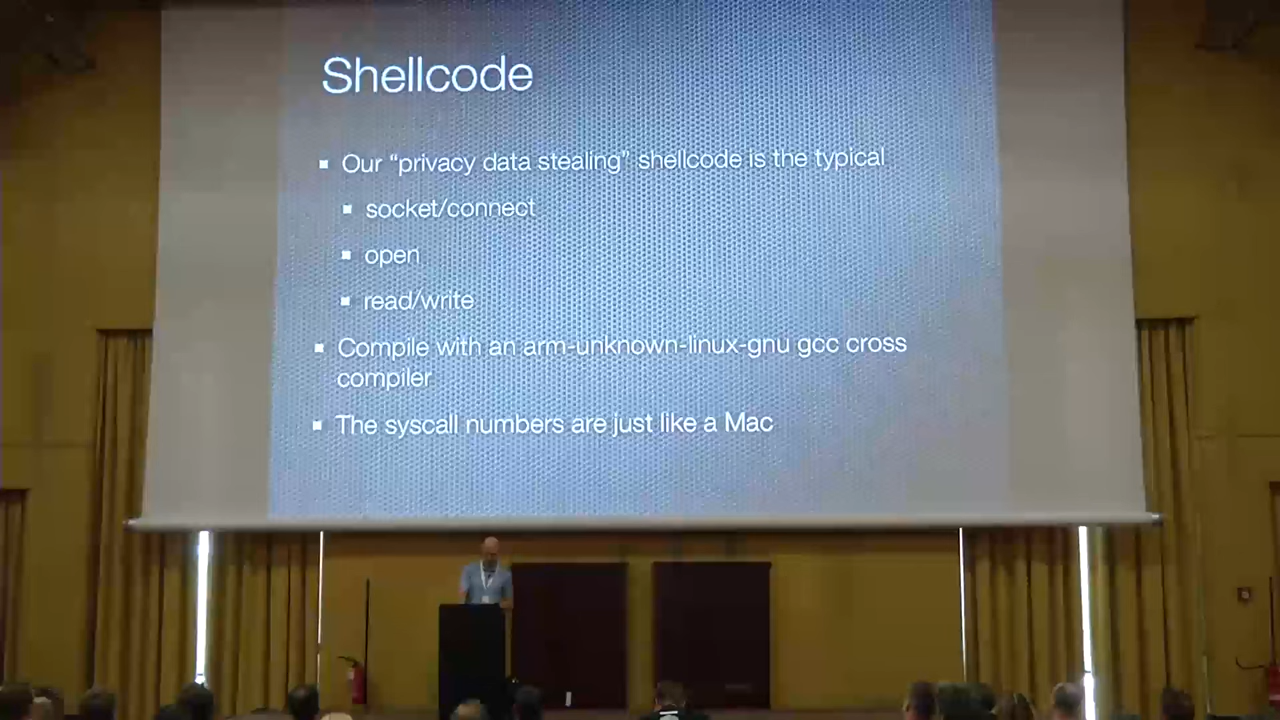 Shellcode
Our “privacy data stealing” shellcode is the typical
socket/connect
open
read/write
Compile with an arm-unknown-linux-gnu gcc cross
compiler
The syscall numbers are just like a Mac